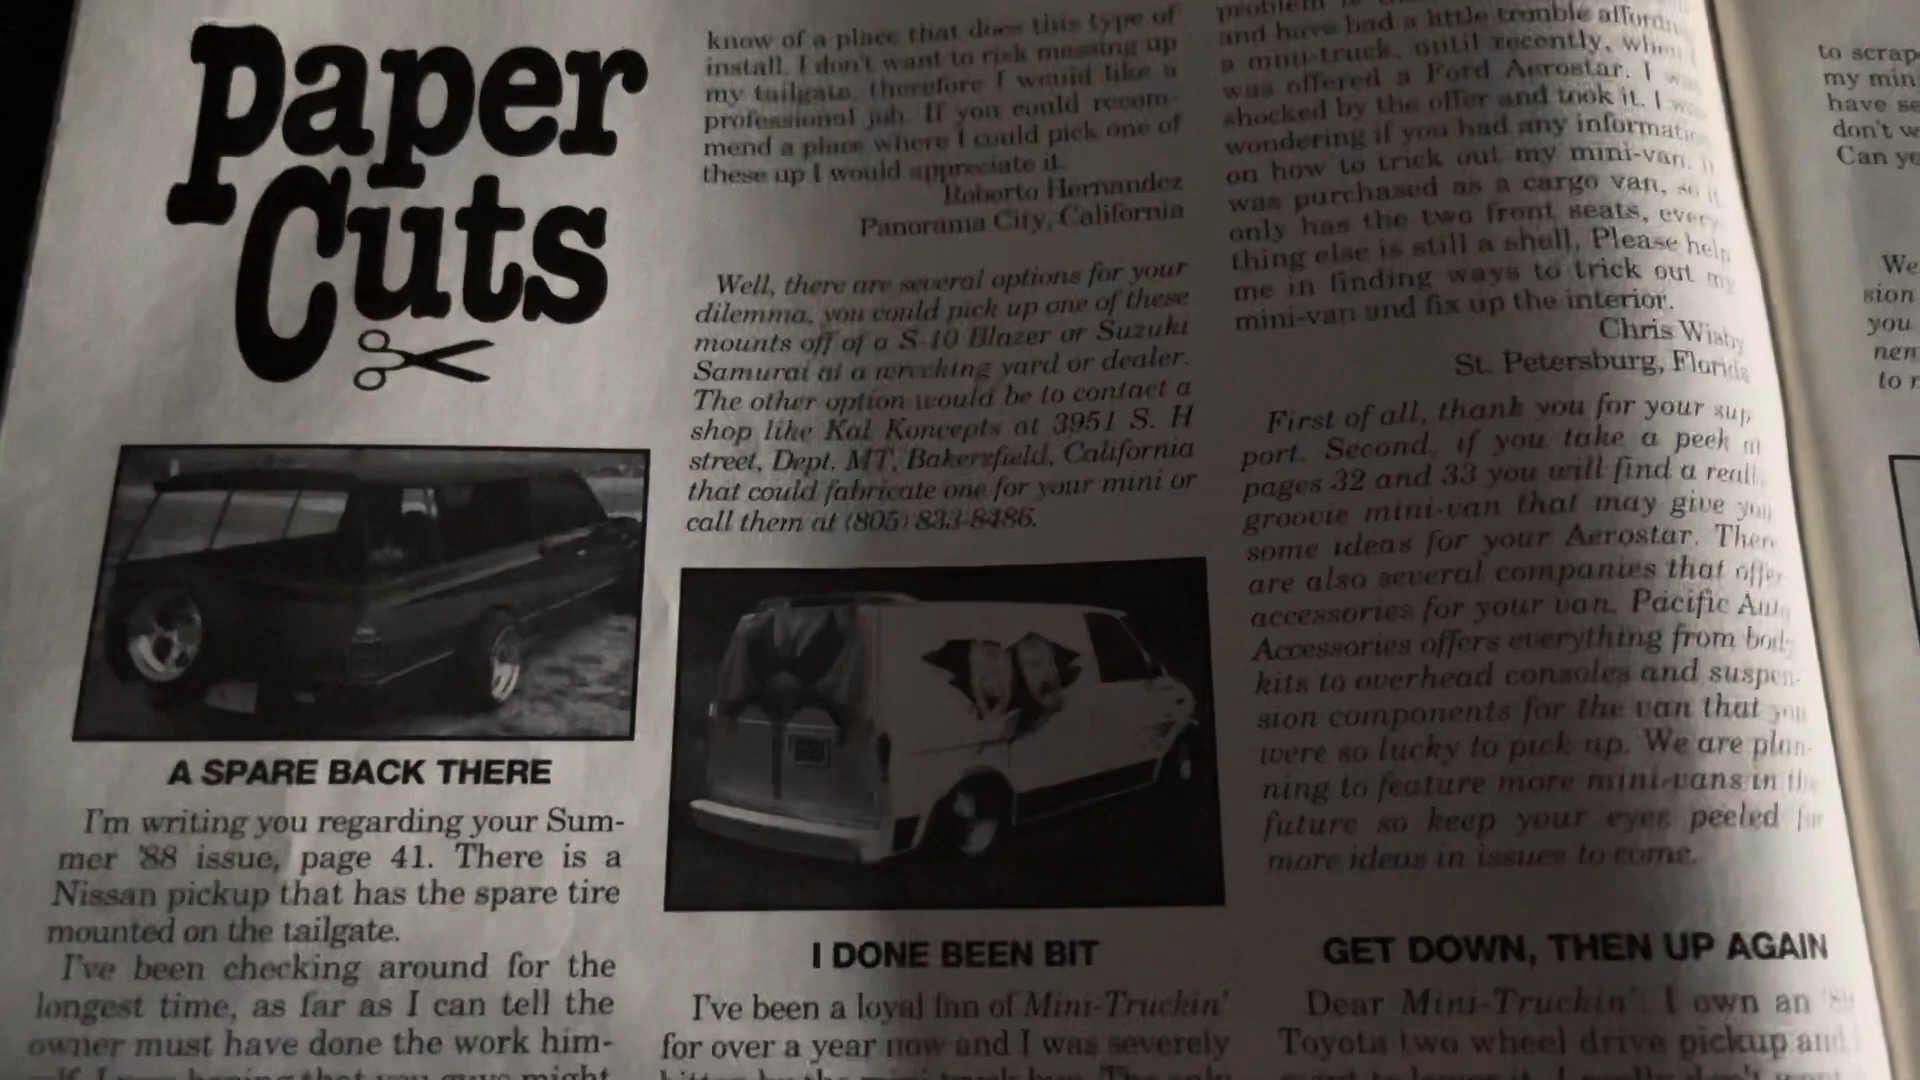 paper
Cuts
A SPARE BACK THERE
I'm writing you regarding your Sum-
mer '88 issue, page 41. There is a
Nissan pickup that has the spare tire
mounted on the tailgate.
I've been checking around for the
longest time, as far as I can tell the
owner must have done the work him-
know of a place that does this type of
install. I don't want to risk messing up
my tailgate, therefore I would like a
professional job. If you could recom-
mend a place where I could pick one of
these up I would appreciate it.
Roberto Hernandez
Panorama City, California
Well, there are several options for your
dilemma, you could pick up one of these
mounts off of a S-10 Blazer or Suzuki
Samurai at a wrecking yard or dealer.
The other option would be to contact a
shop like Kal Koncepts at 3951 S. H
street, Dept. MT, Bakersfield, California
that could fabricate one for your mini or
call them at (805) 833-8486.
I DONE BEEN BIT
I've been a loyal fan of Mini-Truckin'
for over a year now and I was severely
and have had a little trouble
a mini-truck, until recently, when
was offered a Ford Aerostar. I
shocked by the offer and took it. I
wondering if you had any
on how to trick out my mini-van.
was purchased as a cargo van, so it
only has the two front seats, every
thing else is still a shell. Please help
me in finding ways to trick out my
mini-van and fix up the interior.
Chris
St. Petersburg, Florida
First of all, thank you for your sup
port. Second, if you take a peek at
pages 32 and 33 you will find a reall
groovie mini-van that may give you
some ideas for your Aerostar. There
are also several companies that offer
accessories for your van. Pacific Auto
Accessories offers everything from body
kits to overhead consoles and suspen-
sion components for the van that you
were so lucky to pick up. We are plan-
ning to feature more mini-vans in the
future so keep your eyes peeled for
more ideas in issues to come.
GET DOWN, THEN UP AGAIN
Dear Mini-Truckin': I own an
Toyota two wheel drive pickup and
to scrap
my min
have se
don't w
Can ye
We
sion
you
nem